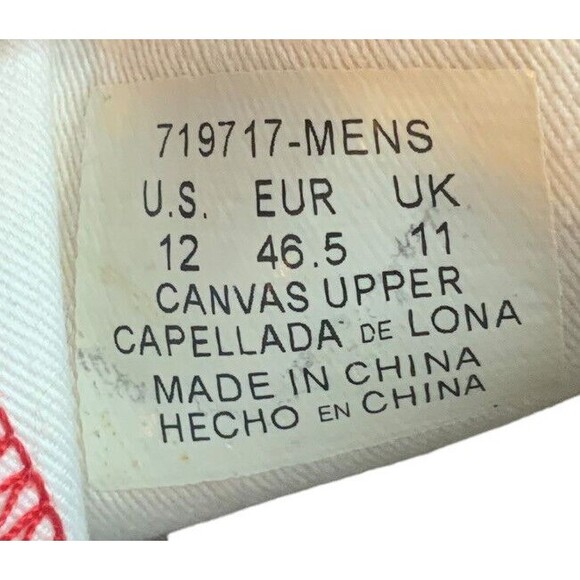 719717-MENS
U.S. EUR UK
12 46.5 11
CANVAS UPPER
CAPELLADA DE LONA
MADE IN CHINA
HECHO EN CHINA